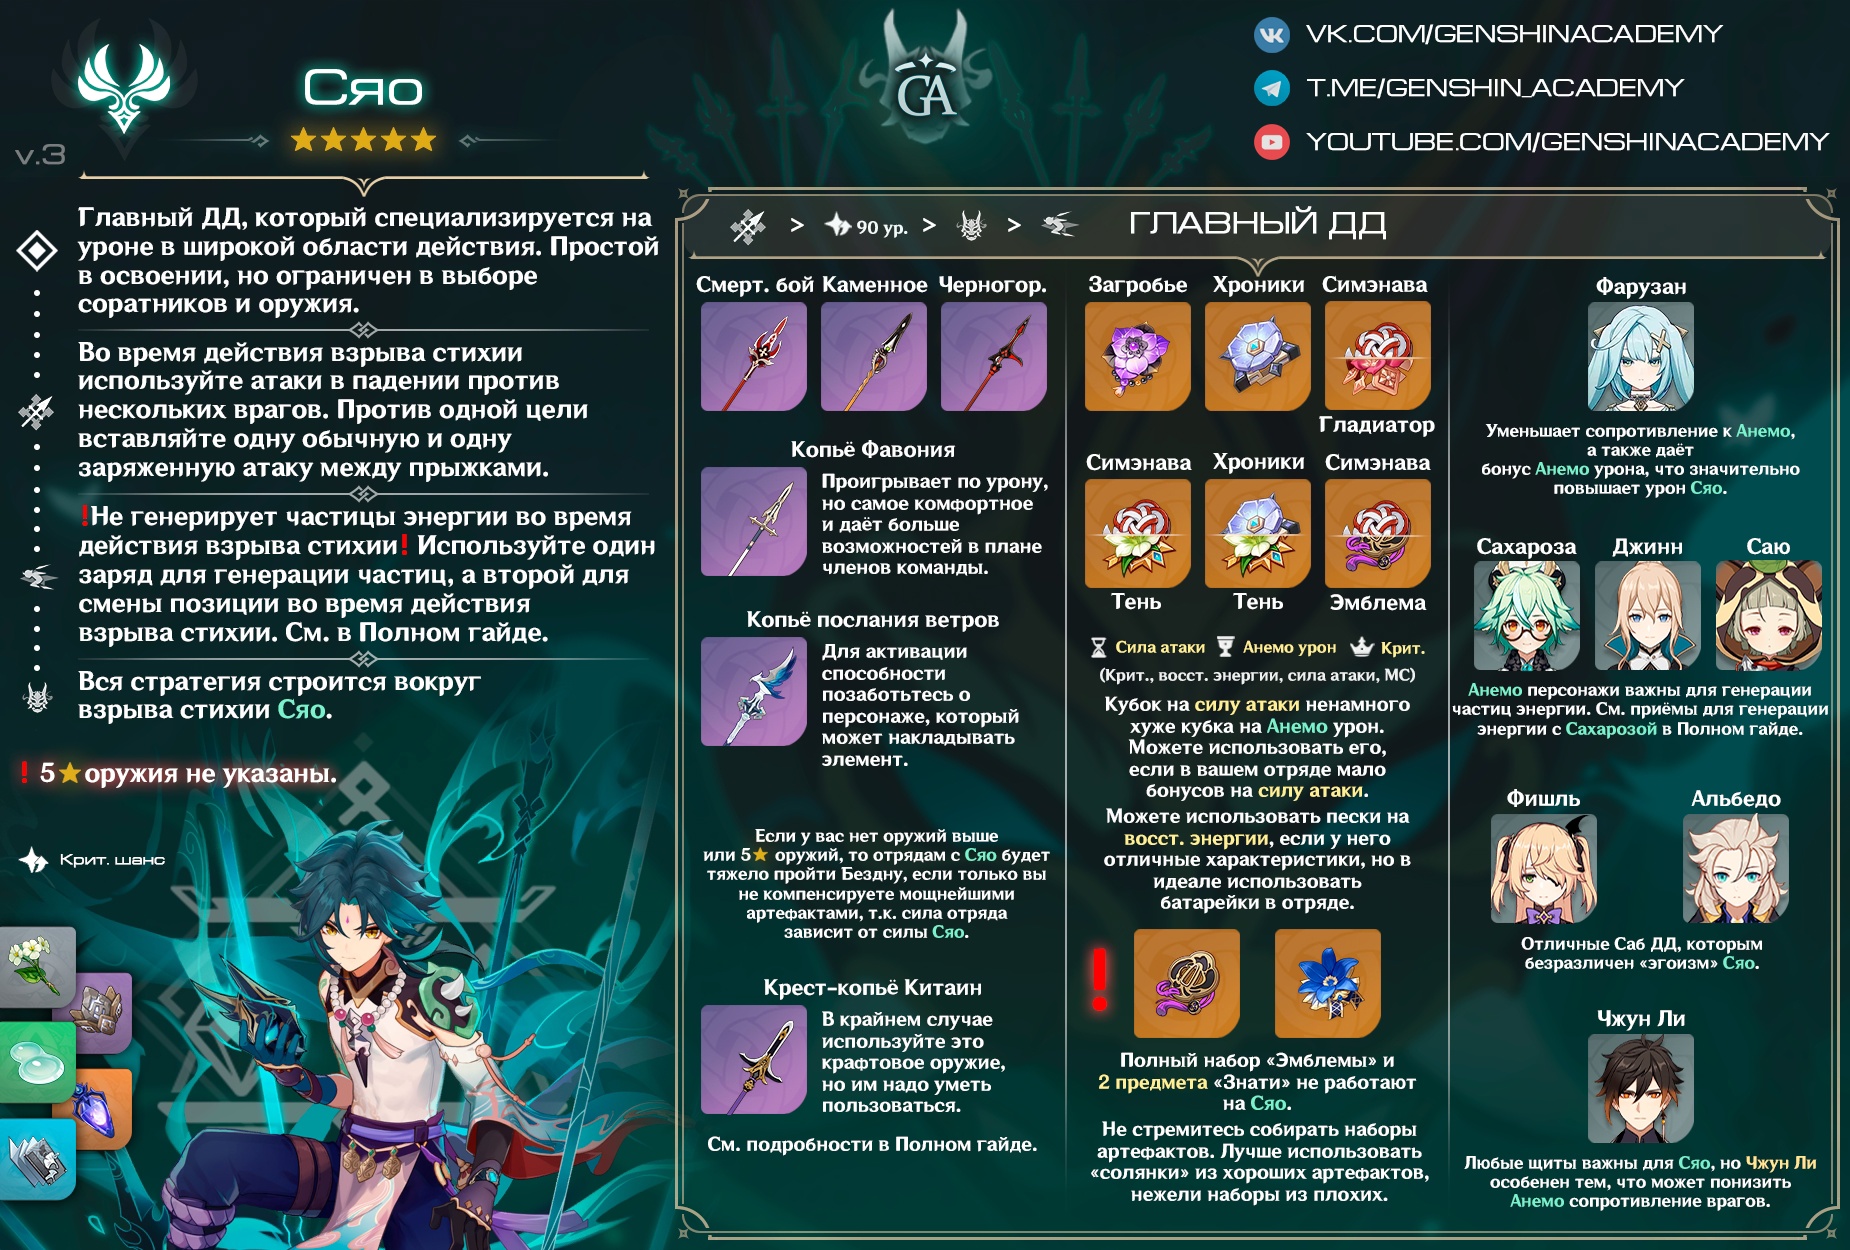 Сяо
v.3
GA
VK.COM/GENSHINACADEMY
T.ME/GENSHIN_ACADEMY
YOUTUBE.COM/GENSHINACADEMY
Главный ДД, который специализируется на
уроне в широкой области действия. Простой
в освоении, но ограничен в выборе
соратников и оружия.
Во время действия взрыва стихии
используйте атаки в падении против
нескольких врагов. Против одной цели
вставляйте одну обычную и одну
заряженную атаку между прыжками.
!Не генерирует частицы энергии во время
действия взрыва стихии! Используйте один
заряд для генерации частиц, а второй для
смены позиции во время действия
взрыва стихии. См. в Полном гайде.
Вся стратегия строится вокруг
взрыва стихии Сяо.
! 5★оружия не указаны.
Крит. шанс
> 90 ур. > >
ГЛАВНЫЙ ДД
Смерт. бой Каменное Черногор.
Копьё Фавония
Проигрывает по урону,
но самое комфортное
и даёт больше
возможностей в плане
членов команды.
Копьё послания ветров
Для активации
способности
позаботьтесь о
персонаже, который
может накладывать
элемент.
Если у вас нет оружий выше
или 5★ оружий, то отрядам с Сяо будет
тяжело пройти Бездну, если только вы
не компенсируете мощнейшими
артефактами, т.к. сила отряда
зависит от силы Сяо.
Крест-копьё Китаин
В крайнем случае
используйте это
крафтовое оружие,
но им надо уметь
пользоваться.
См. подробности в Полном гайде.
Загробье Хроники Симэнава
Гладиатор
Симэнава Хроники Симэнава
Тень Тень Эмблема
Сила атаки Анемо урон Крит.
(Крит., восст. энергии, сила атаки, МС)
Кубок на силу атаки ненамного
хуже кубка на Анемо урон.
Можете использовать его,
если в вашем отряде мало
бонусов на силу атаки.
Можете использовать пески на
восст. энергии, если у него
отличные характеристики, но в
идеале использовать
батарейки в отряде.
!
Полный набор «Эмблемы» и
2 предмета «Знати» не работают
на Сяо.
Не стремитесь собирать наборы
артефактов. Лучше использовать
«солянки» из хороших артефактов,
нежели наборы из плохих.
Фарузан
Уменьшает сопротивление к Анемо,
а также даёт
бонус Анемо урона, что значительно
повышает урон Сяо.
Сахароза Джинн Саю
Анемо персонажи важны для генерации
частиц энергии. См. приёмы для генерации
энергии с Сахарозой в Полном гайде.
Фишль Альбедо
Отличные Саб ДД, которым
безразличен «эгоизм» Сяо.
Чжун Ли
Любые щиты важны для Сяо, но Чжун Ли
особенен тем, что может понизить
Анемо сопротивление врагов.